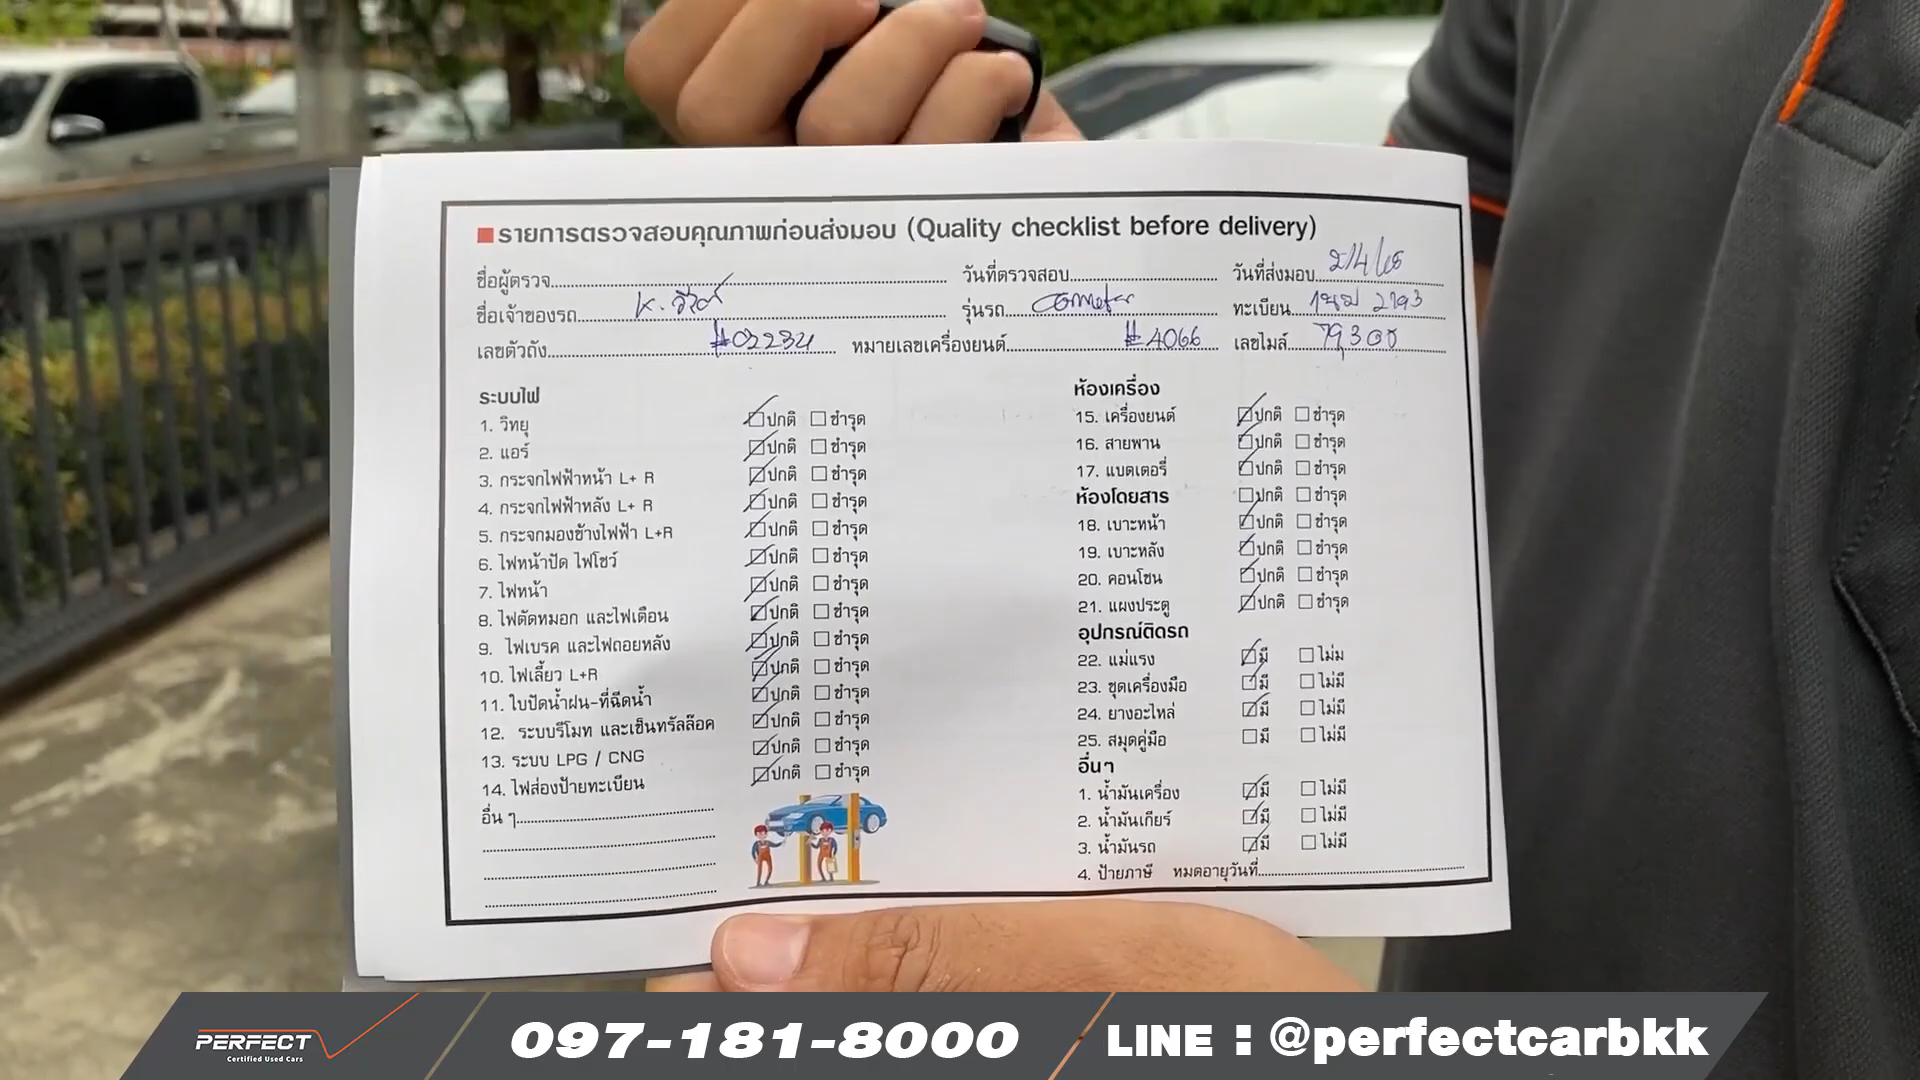 รายการตรวจสอบคุณภาพก่อนส่งมอบ (Quality checklist before delivery)
ชื่อผู้ตรวจ วันที่ตรวจสอบ วันที่ส่งมอบ
ชื่อเจ้าของรถ K. รุ่นรถ ทะเบียน 2793
เลขตัวถัง #03234 หมายเลขเครื่องยนต์ #4066 เลขไมล์ 79,300
ระบบไฟ
1. วิทยุ ปกติ ชำรุด
2. แอร์ ปกติ ชำรุด
3. กระจกไฟฟ้าหน้า L+ R ปกติ ชำรุด
4. กระจกไฟฟ้าหลัง L+ R ปกติ ชำรุด
5. กระจกมองข้างไฟฟ้า L+R ปกติ ชำรุด
6. ไฟหน้าปัด ไฟโชว์ ปกติ ชำรุด
7. ไฟหน้า ปกติ ชำรุด
8. ไฟตัดหมอก และไฟเตือน ปกติ ชำรุด
9. ไฟเบรค และไฟถอยหลัง ปกติ ชำรุด
10. ไฟเลี้ยว L+R ปกติ ชำรุด
11. ใบปัดน้ำฝน-ที่ฉีดน้ำ ปกติ ชำรุด
12. ระบบรีโมท และเซ็นทรัลล๊อค ปกติ ชำรุด
13. ระบบ LPG / CNG ปกติ ชำรุด
14. ไฟส่องป้ายทะเบียน ปกติ ชำรุด
อื่น ๆ
ห้องเครื่อง
15. เครื่องยนต์ ปกติ ชำรุด
16. สายพาน ปกติ ชำรุด
17. แบตเตอรี่ ปกติ ชำรุด
ห้องโดยสาร ปกติ ชำรุด
18. เบาะหน้า ปกติ ชำรุด
19. เบาะหลัง ปกติ ชำรุด
20. คอนโซน ปกติ ชำรุด
21. แผงประตู ปกติ ชำรุด
อุปกรณ์ติดรถ
22. แม่แรง มี ไม่ม
23. ชุดเครื่องมือ มี ไม่มี
24. ยางอะไหล่ มี ไม่มี
25. สมุดคู่มือ มี ไม่มี
อื่นๆ
1. น้ำมันเครื่อง มี ไม่มี
2. น้ำมันเกียร์ มี ไม่มี
3. น้ำมันรถ มี ไม่มี
4. ป้ายภาษี หมดอายุวันที่
PERFECT
Certified Used Cars
097-181-8000
LINE : @perfectcarbkk